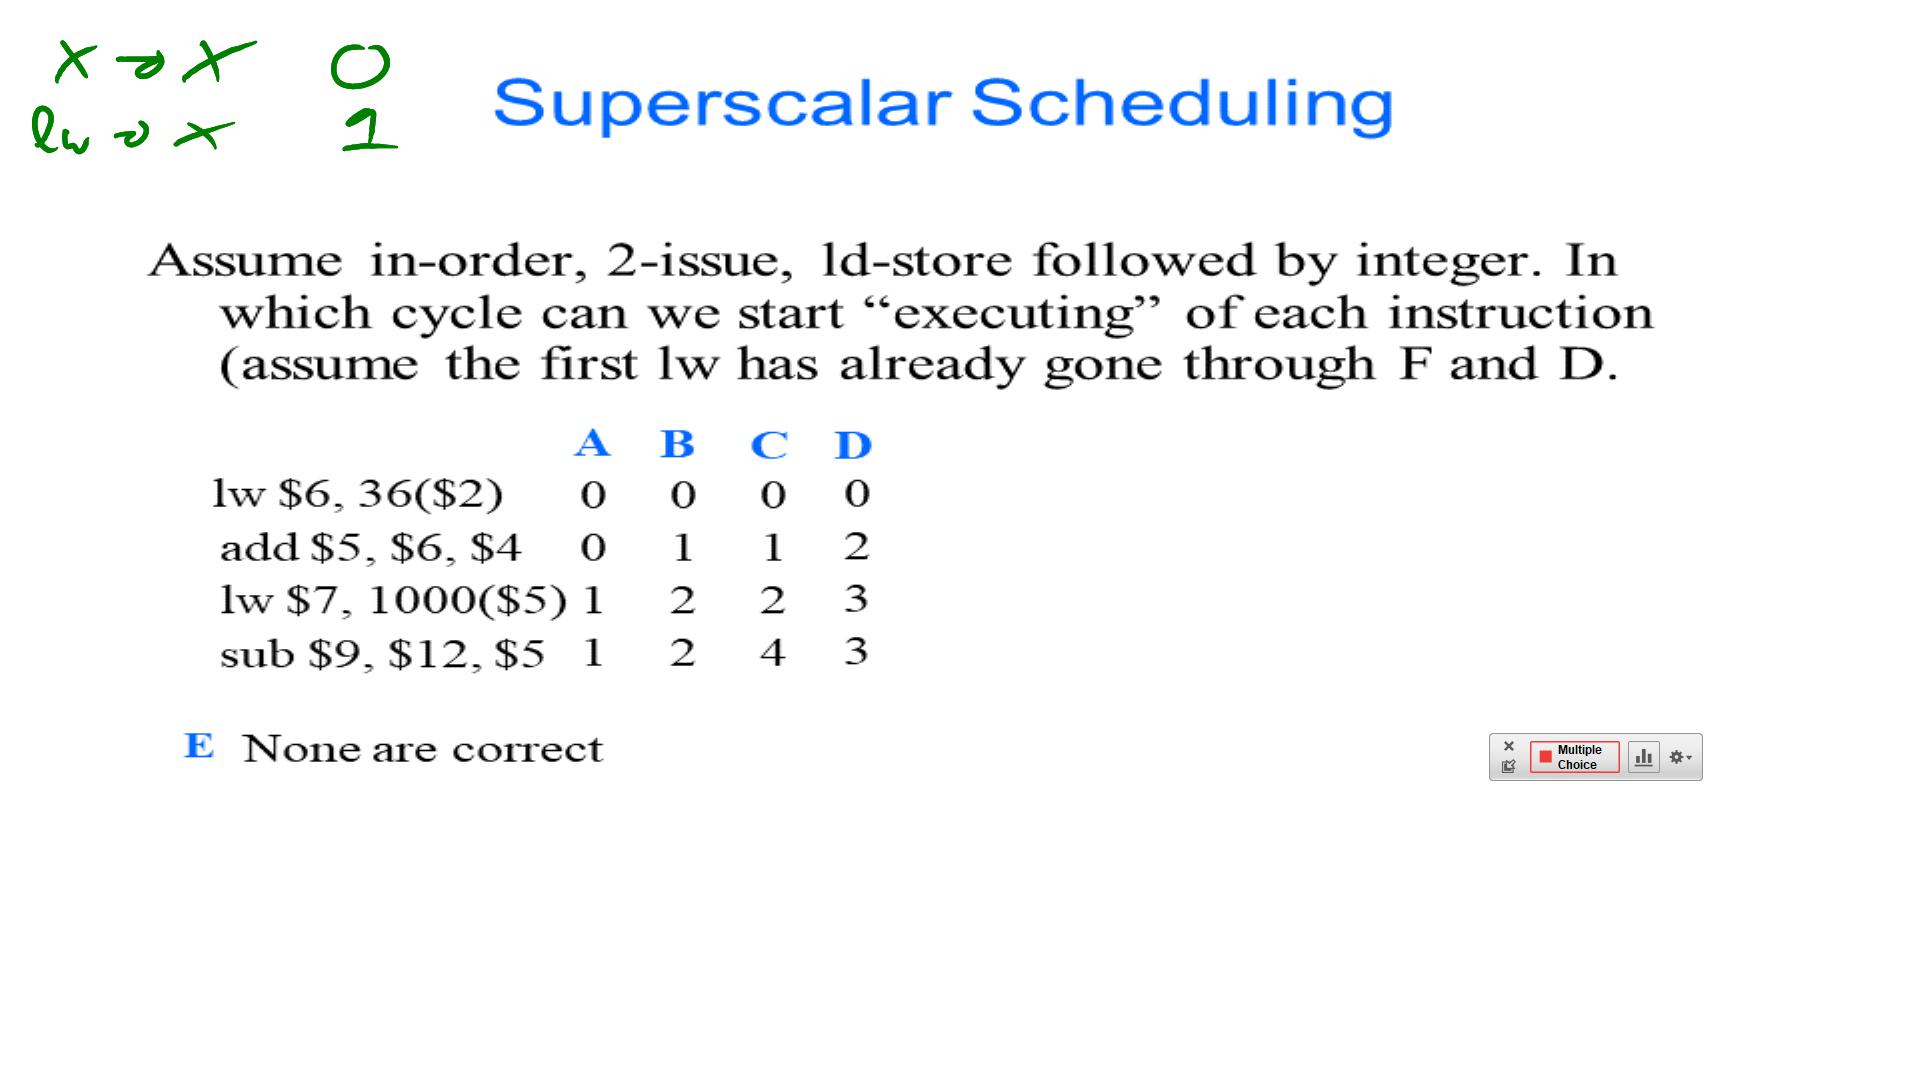 x → x 0
lw → x 1
Superscalar Scheduling
Assume in-order, 2-issue, ld-store followed by integer. In
which cycle can we start “executing” of each instruction
(assume the first lw has already gone through F and D.
A B C D
lw $6, 36($2) 0 0 0 0
add $5, $6, $4 0 1 1 2
lw $7, 1000($5) 1 2 2 3
sub $9, $12, $5 1 2 4 3
E None are correct
Multiple
Choice